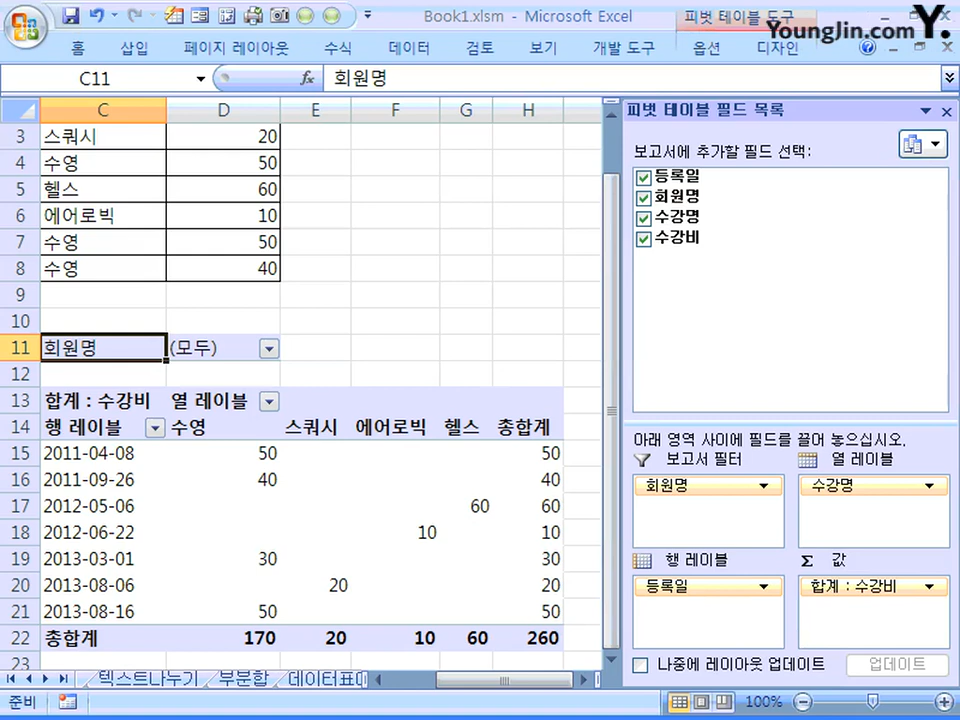 Book1.xlsm - Microsoft Excel
피벗 테이블 도구
YoungJin.com Y.
홈 삽입 페이지 레이아웃 수식 데이터 검토 보기 개발 도구 옵션 디자인
C11 fx 회원명
C D E F G H
3 스쿼시 20
4 수영 50
5 헬스 60
6 에어로빅 10
7 수영 50
8 수영 40
9
10
11 회원명 (모두)
12
13 합계 : 수강비 열 레이블
14 행 레이블 수영 스쿼시 에어로빅 헬스 총합계
15 2011-04-08 50 50
16 2011-09-26 40 40
17 2012-05-06 60 60
18 2012-06-22 10 10
19 2013-03-01 30 30
20 2013-08-06 20 20
21 2013-08-16 50 50
22 총합계 170 20 10 60 260
23
텍스트나누기 부분합
피벗 테이블 필드 목록
보고서에 추가할 필드 선택:
등록일
회원명
수강명
수강비
아래 영역 사이에 필드를 끌어 놓으십시오.
보고서 필터 열 레이블
회원명 수강명
행 레이블 Σ 값
등록일 합계 : 수강비
나중에 레이아웃 업데이트 업데이트
준비 100%